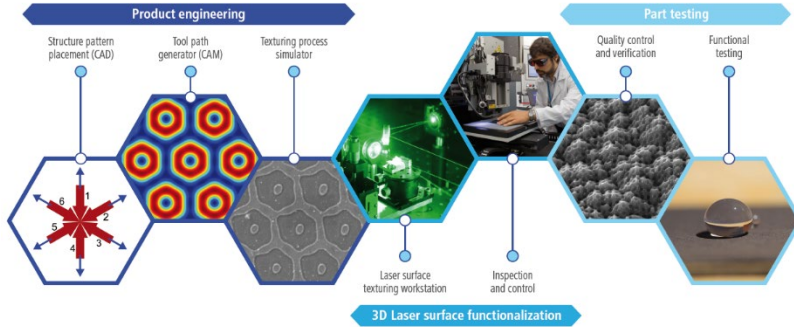 Product engineering
Part testing
Structure pattern
placement (CAD)
Tool path
generator (CAM)
Texturing process
simulator
Quality control
and verification
Functional
testing
6
1
2
5
4
3
Laser surface
texturing workstation
Inspection
and control
3D Laser surface functionalization